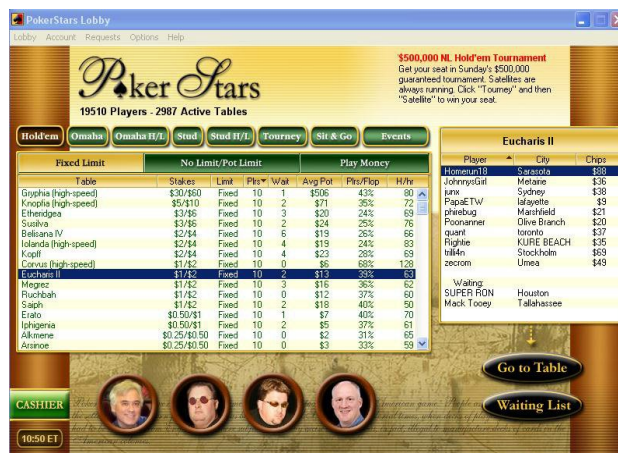 PokerStars Lobby
Lobby Account Requests Options Help
Poker Stars
19510 Players - 2987 Active Tables
$500,000 NL Hold'em Tournament
Get your seat in Sunday's $500,000
guaranteed tournament. Satellites are
always running. Click "Tourney" and then
"Satellite" to win your seat.
Hold'em Omaha Omaha H/L Stud Stud H/L Tourney Sit & Go Events
Fixed Limit No Limit/Pot Limit Play Money
Table Stakes Limit Plrs Wait Avg Pot Plrs/Flop H/hr
Gryphia (high-speed) $30/$60 Fixed 10 1 $506 43% 80
Knopfia (high-speed) $5/$10 Fixed 10 2 $71 35% 72
Etheridgea $3/$6 Fixed 10 3 $20 24% 69
Susilva $3/$6 Fixed 10 2 $24 25% 76
Belisana IV $2/$4 Fixed 10 6 $19 26% 66
Iolanda (high-speed) $2/$4 Fixed 10 4 $19 24% 83
Kopff $2/$4 Fixed 10 4 $23 28% 69
Corvus (high-speed) $1/$2 Fixed 10 0 $6 68% 128
Eucharis II $1/$2 Fixed 10 2 $13 39% 63
Megrez $1/$2 Fixed 10 3 $16 36% 62
Ruchbah $1/$2 Fixed 10 0 $12 37% 60
Saiph $1/$2 Fixed 10 2 $18 40% 50
Erato $0.50/$1 Fixed 10 1 $7 40% 70
Iphigenia $0.50/$1 Fixed 10 2 $5 37% 61
Alkmene $0.25/$0.50 Fixed 10 0 $2 31% 65
Arsinoe $0.25/$0.50 Fixed 10 0 $3 33% 59
Eucharis II
Player City Chips
Homerun18 Sarasota $88
JohnnysGirl Metairie $36
junx Sydney $38
PapaETW lafayette $9
phirebug Marshfield $21
Poonanner Olive Branch $20
quant toronto $37
Rightie KURE BEACH $35
trilli4n Stockholm $69
zecrom Umea $49
Waiting:
SUPER RON Houston
Mack Tooey Tallahassee
Go to Table
Waiting List
CASHIER
10:50 ET